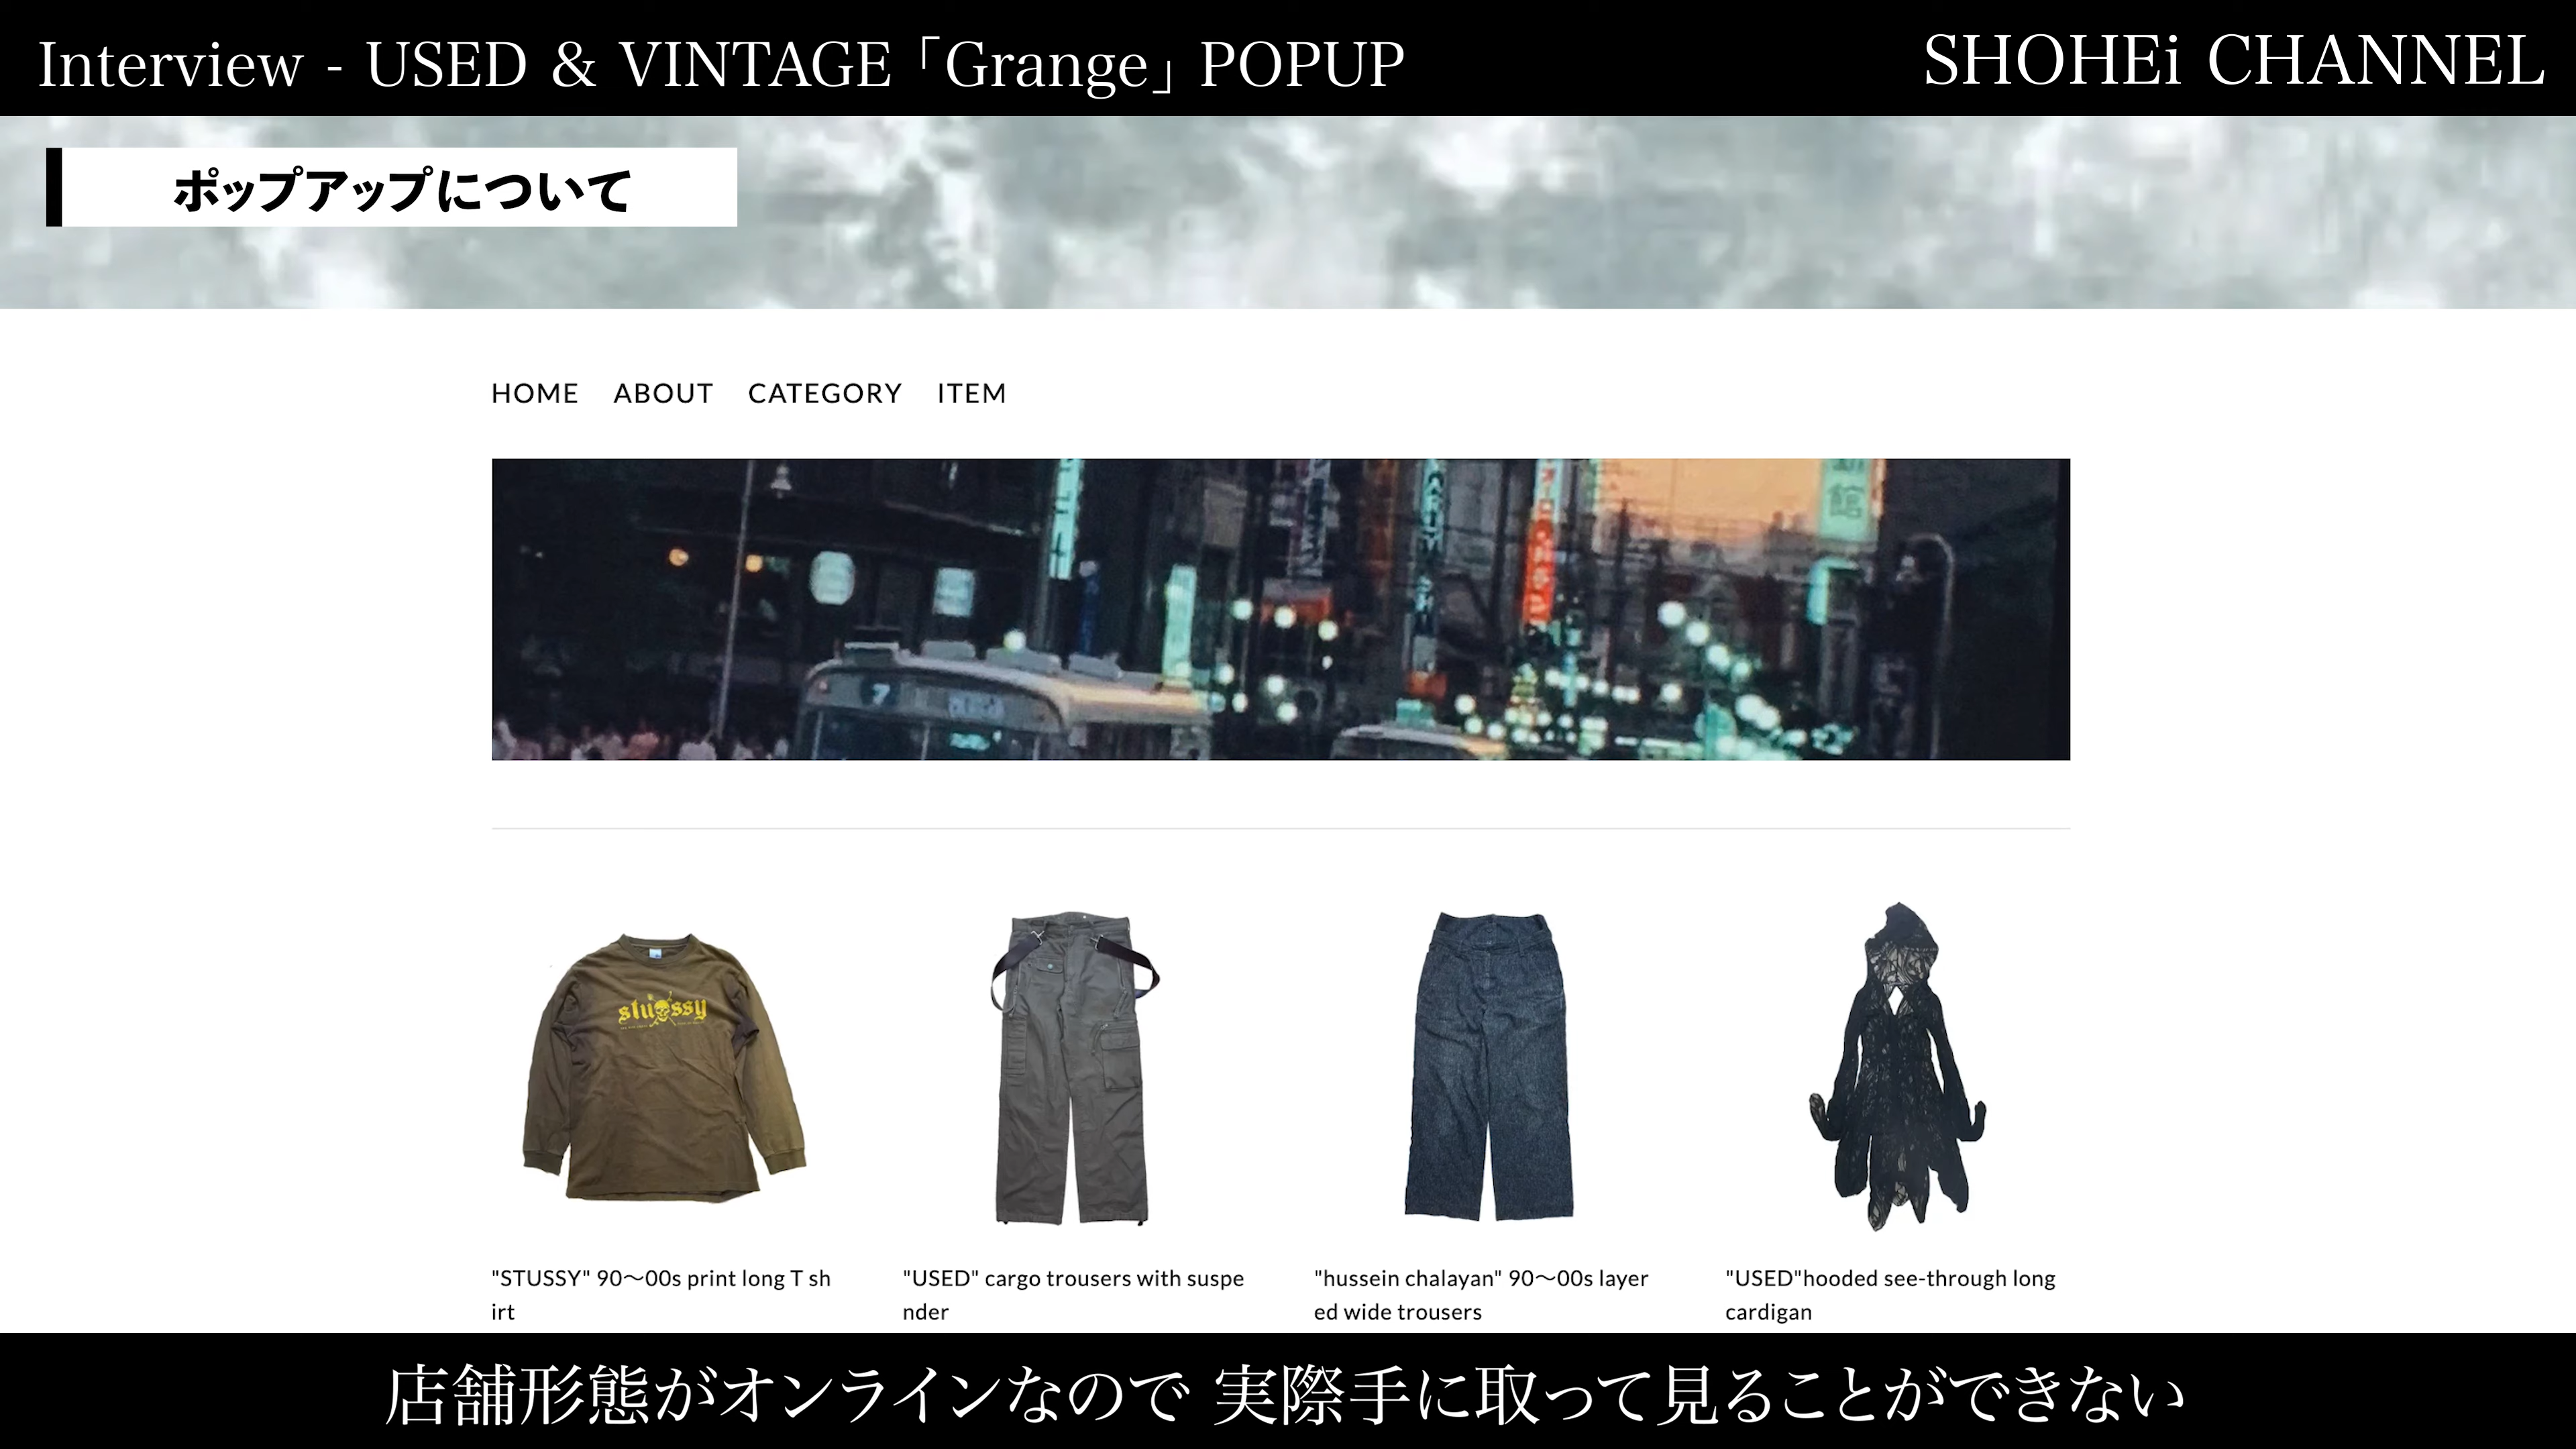 Interview - USED & VINTAGE「Grange」POPUP
SHOHEi CHANNEL
ポップアップについて
HOME ABOUT CATEGORY ITEM
館
7
stüssy
"STUSSY" 90〜00s print long T sh
irt
"USED" cargo trousers with suspe
nder
"hussein chalayan" 90〜00s layer
ed wide trousers
"USED"hooded see-through long
cardigan
店舗形態がオンラインなので 実際手に取って見ることができない